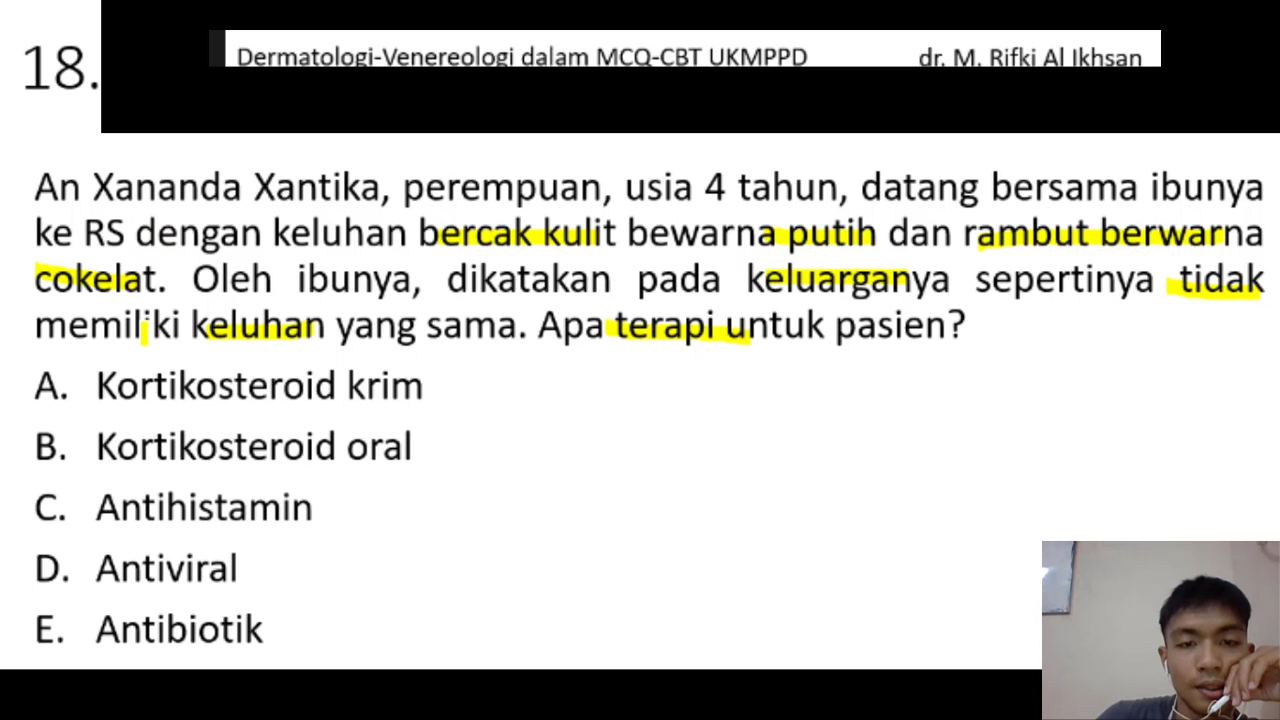 18.
Dermatologi-Venereologi dalam MCQ-CBT UKMPPD dr. M. Rifki Al Ikhsan
An Xananda Xantika, perempuan, usia 4 tahun, datang bersama ibunya
ke RS dengan keluhan bercak kulit bewarna putih dan rambut berwarna
cokelat. Oleh ibunya, dikatakan pada keluarganya sepertinya tidak
memiliki keluhan yang sama. Apa terapi untuk pasien?
A. Kortikosteroid krim
B. Kortikosteroid oral
C. Antihistamin
D. Antiviral
E. Antibiotik